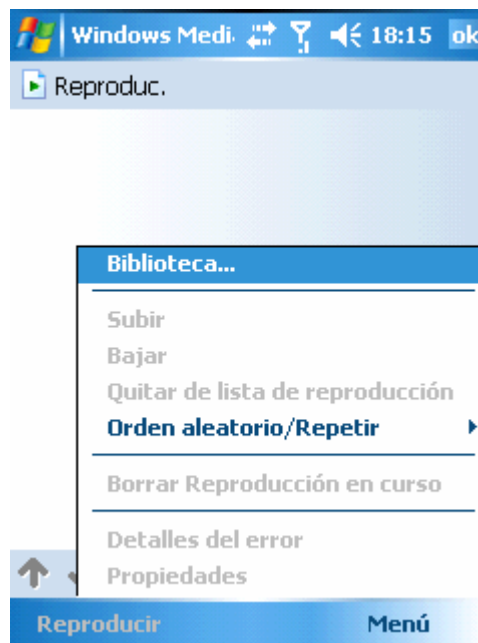 Windows Medi. 18:15 ok
Reproduc.
Biblioteca...
Subir
Bajar
Quitar de lista de reproducción
Orden aleatorio/Repetir
Borrar Reproducción en curso
Detalles del error
Propiedades
Reproducir Menú